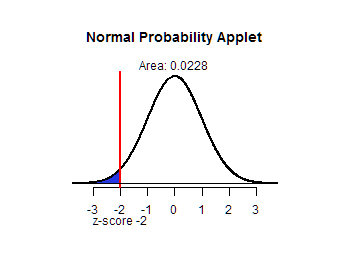 Normal Probability Applet
Area: 0.0228
-3 -2 -1 0 1 2 3
z-score -2